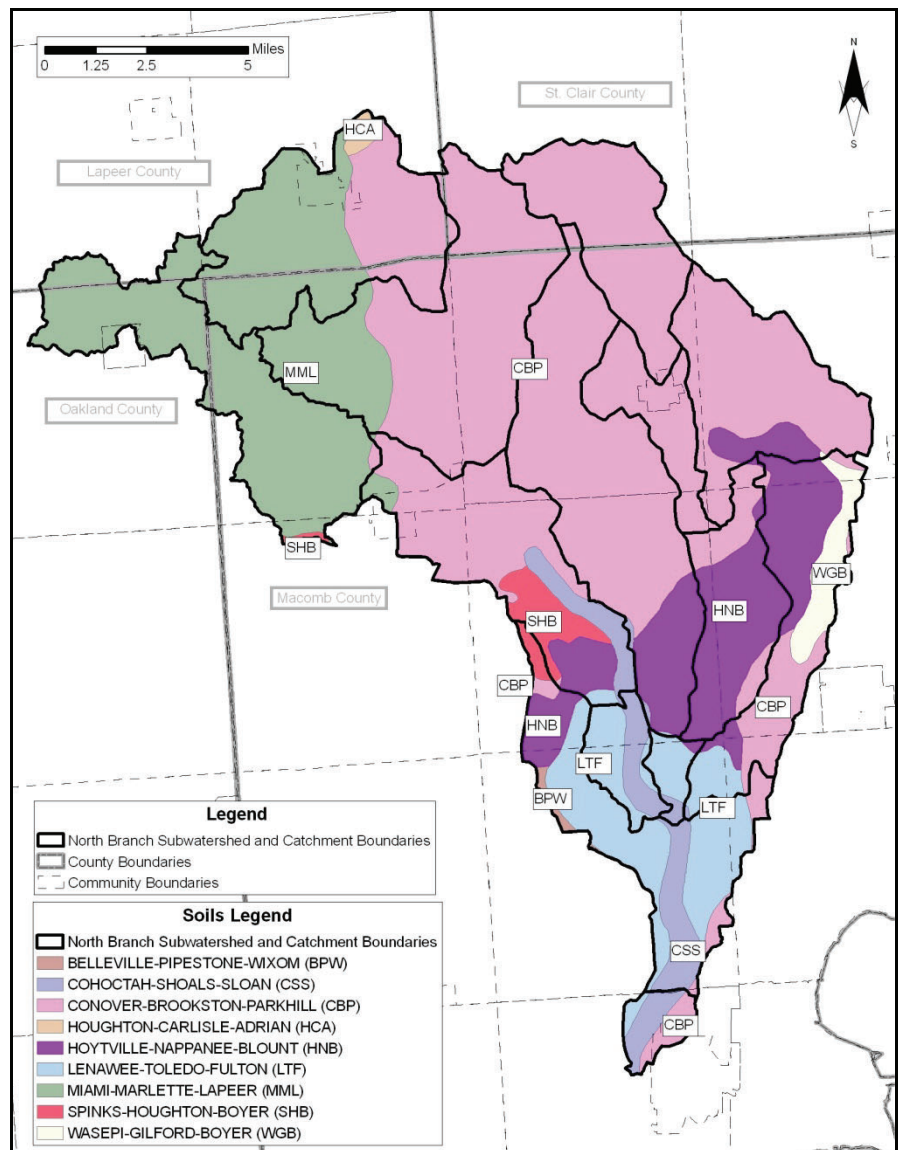 Miles
0 1.25 2.5 5
N
S
St. Clair County
HCA
Lapeer County
MML
CBP
Oakland County
SHB
Macomb County
WGB
HNB
SHB
CBP
CBP
HNB
LTF
BPW
LTF
CSS
CBP
Legend
North Branch Subwatershed and Catchment Boundaries
County Boundaries
Community Boundaries
Soils Legend
North Branch Subwatershed and Catchment Boundaries
BELLEVILLE-PIPESTONE-WIXOM (BPW)
COHOCTAH-SHOALS-SLOAN (CSS)
CONOVER-BROOKSTON-PARKHILL (CBP)
HOUGHTON-CARLISLE-ADRIAN (HCA)
HOYTVILLE-NAPPANEE-BLOUNT (HNB)
LENAWEE-TOLEDO-FULTON (LTF)
MIAMI-MARLETTE-LAPEER (MML)
SPINKS-HOUGHTON-BOYER (SHB)
WASEPI-GILFORD-BOYER (WGB)